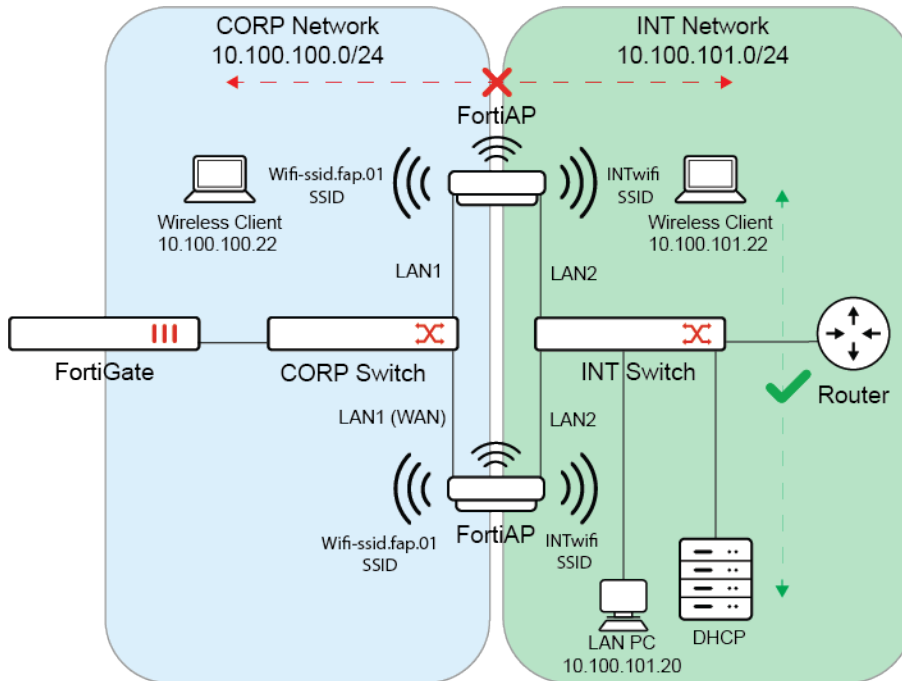 CORP Network
10.100.100.0/24
INT Network
10.100.101.0/24
FortiAP
Wifi-ssid.fap.01
SSID
INTwifi
SSID
Wireless Client
10.100.100.22
Wireless Client
10.100.101.22
LAN1
LAN2
FortiGate
CORP Switch
INT Switch
Router
LAN1 (WAN)
LAN2
Wifi-ssid.fap.01
SSID
FortiAP
INTwifi
SSID
LAN PC
10.100.101.20
DHCP